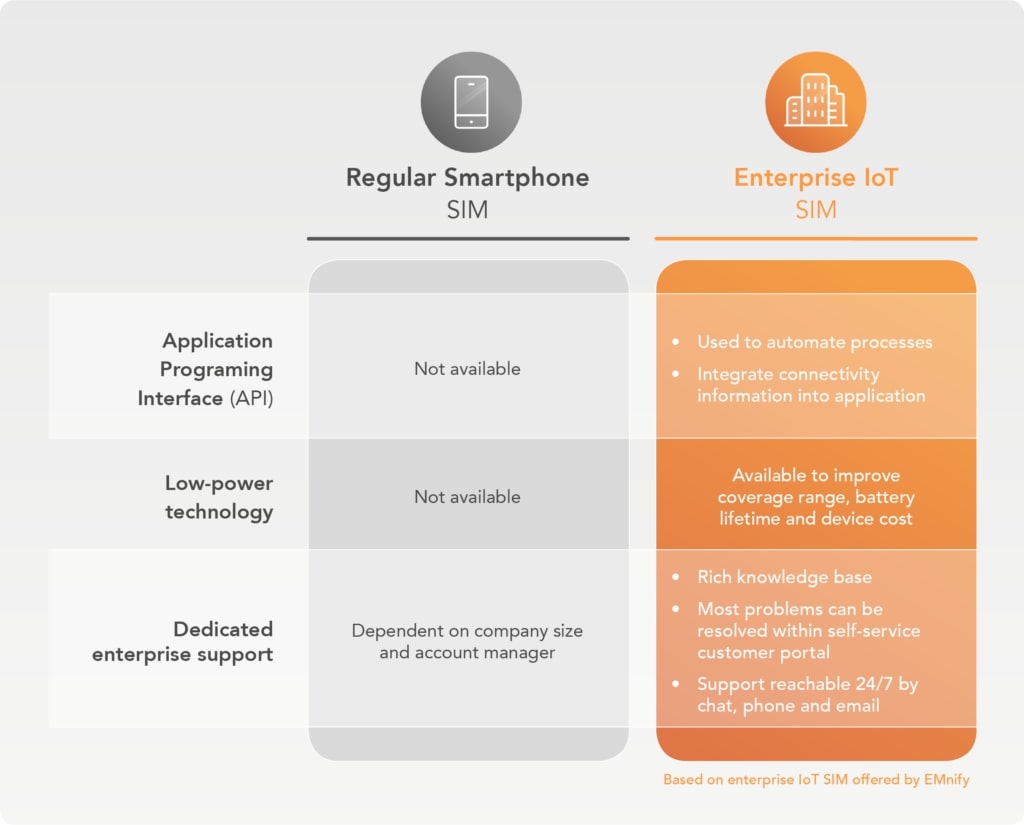 Regular Smartphone
SIM
Enterprise IoT
SIM
Application
Programing
Interface (API)
Not available
• Used to automate processes
• Integrate connectivity
information into application
Low-power
technology
Not available
Available to improve
coverage range, battery
lifetime and device cost
Dedicated
enterprise support
Dependent on company size
and account manager
• Rich knowledge base
• Most problems can be
resolved within self-service
customer portal
• Support reachable 24/7 by
chat, phone and email
Based on enterprise IoT SIM offered by EMnify